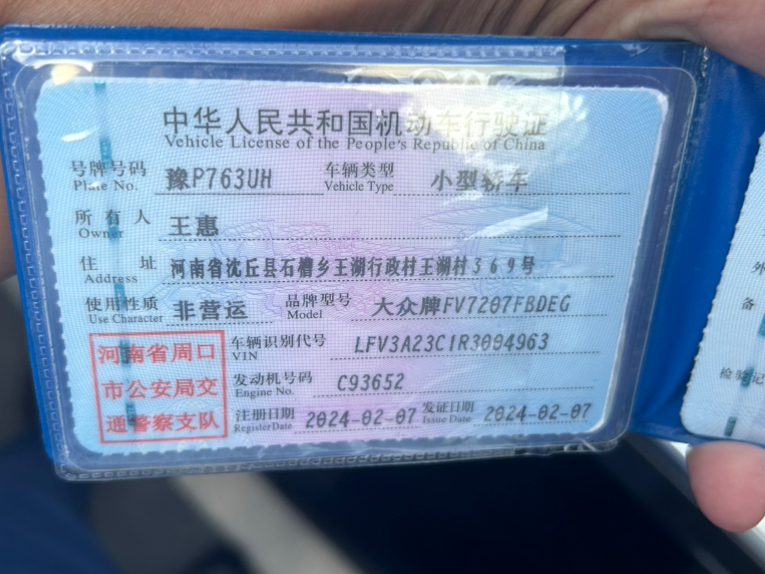 中华人民共和国机动车行驶证
Vehicle License of the People's Republic of China
号牌号码 豫P763UH 车辆类型 小型轿车
Plate No. Vehicle Type
所有人 王惠
Owner
住址 河南省沈丘县石槽乡王湖行政村王湖村369号
Address
使用性质 非营运 品牌型号 大众牌FV7207FBDEG
Use Character Model
河南省周口
市公安局交
通警察支队
车辆识别代号 LFV3A23C1R3004963
VIN
发动机号码 C93652
Engine No.
注册日期 2024-02-07 发证日期 2024-02-07
Register Date Issue Date
外
备
检验记